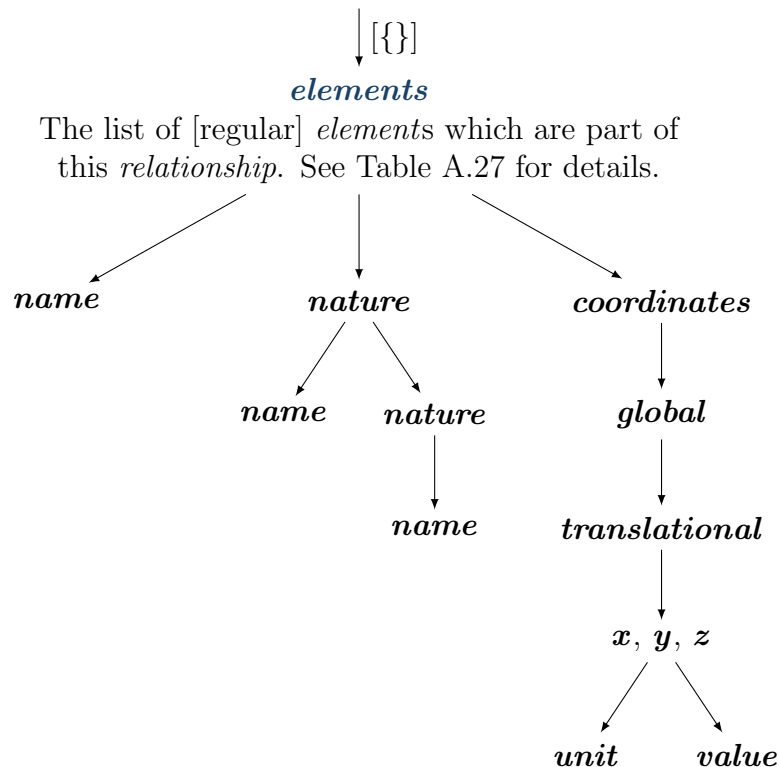 [{}]
elements
The list of [regular] elements which are part of
this relationship. See Table A.27 for details.
name nature coordinates
name nature global
name translational
x, y, z
unit value